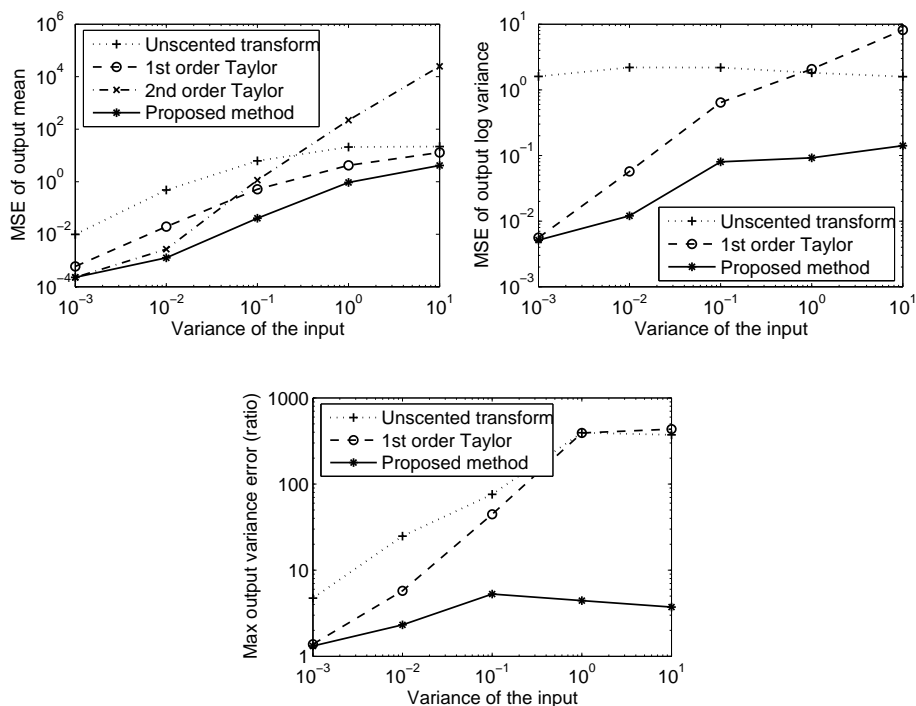 MSE of output mean
10^6
10^4
10^2
10^0
10^−2
10^−4
Unscented transform
1st order Taylor
2nd order Taylor
Proposed method
10^−3 10^−2 10^−1 10^0 10^1
Variance of the input
MSE of output log variance
10^1
10^0
10^−1
10^−2
10^−3
Unscented transform
1st order Taylor
Proposed method
10^−3 10^−2 10^−1 10^0 10^1
Variance of the input
Max output variance error (ratio)
1000
100
10
1
Unscented transform
1st order Taylor
Proposed method
10^−3 10^−2 10^−1 10^0 10^1
Variance of the input